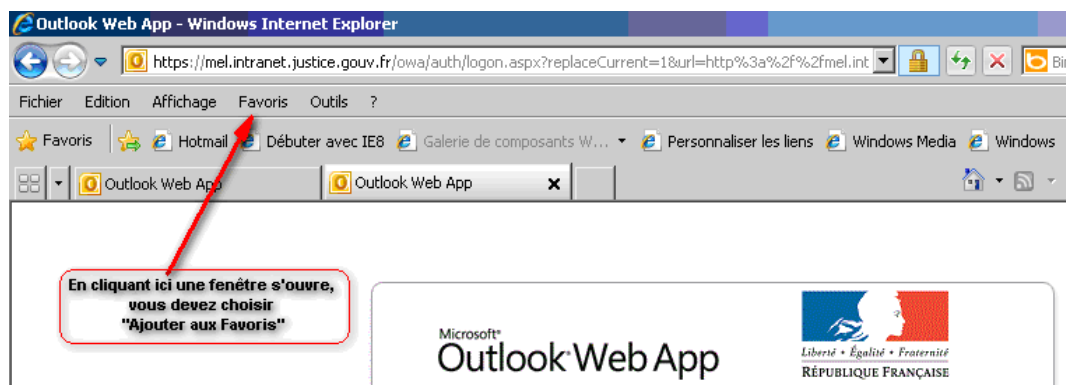 Outlook Web App - Windows Internet Explorer
https://mel.intranet.justice.gouv.fr/owa/auth/logon.aspx?replaceCurrent=1&url=http%3a%2f%2fmel.int
Bi
Fichier Edition Affichage Favoris Outils ?
Favoris Hotmail Débuter avec IE8 Galerie de composants W... Personnaliser les liens Windows Media Windows
Outlook Web App Outlook Web App
En cliquant ici une fenêtre s'ouvre,
vous devez choisir
"Ajouter aux Favoris"
Microsoft®
Outlook Web App
Liberté • Égalité • Fraternité
RÉPUBLIQUE FRANÇAISE